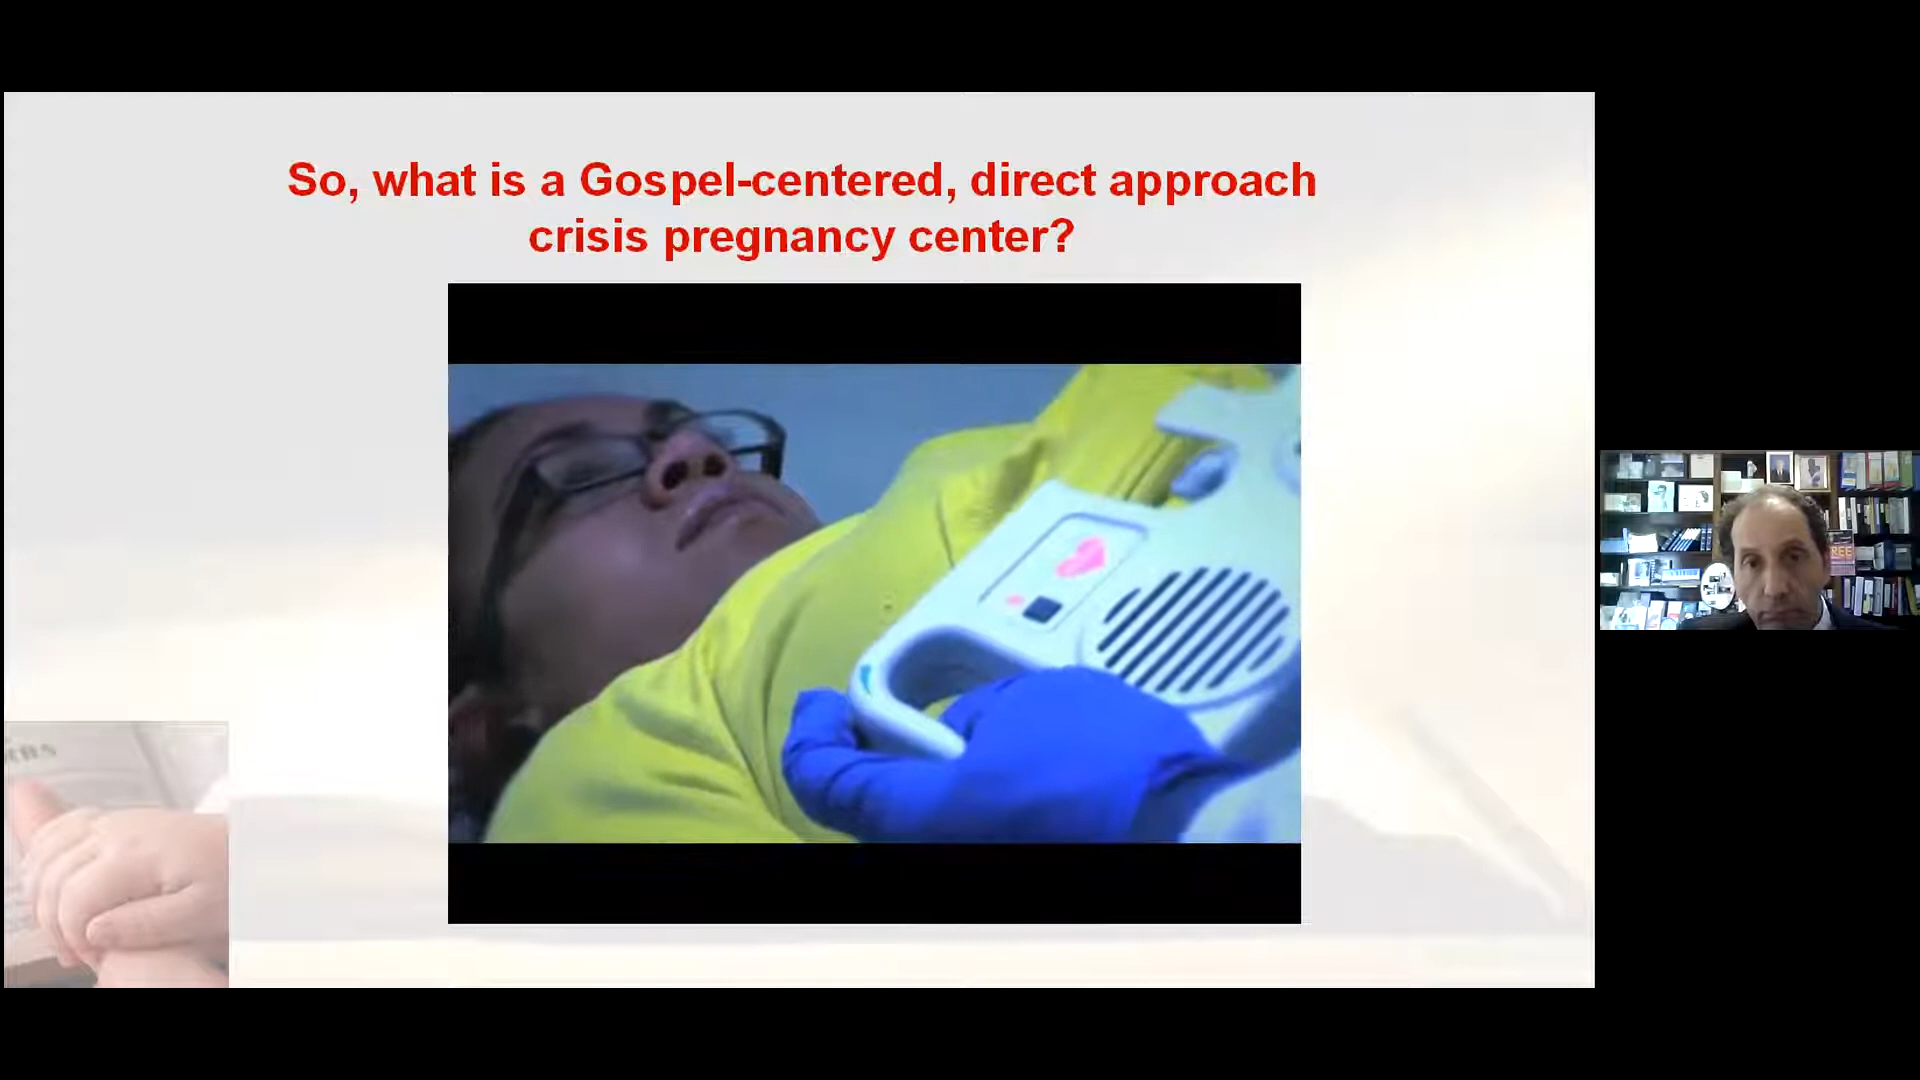 So, what is a Gospel-centered, direct approach
crisis pregnancy center?